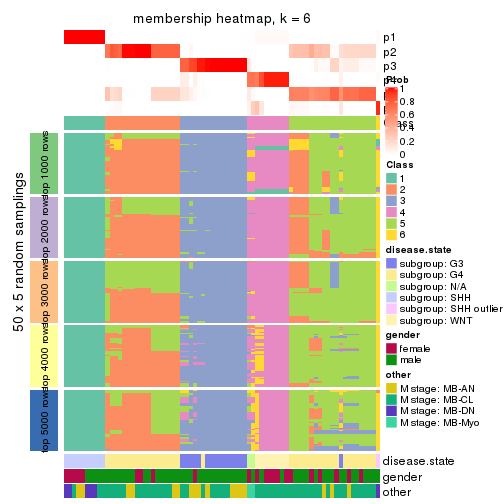 membership heatmap, k = 6
p1
p2
p3
Prob
1
0.8
0.4
0.2
0
Class
1
2
3
4
5
6
disease.state
subgroup: G3
subgroup: G4
subgroup: N/A
subgroup: SHH
subgroup: SHH outlier
subgroup: WNT
gender
female
male
other
M stage: MB-AN
M stage: MB-CL
M stage: MB-DN
M stage: MB-Myo
50 x 5 random samplings
top 1000 rows
top 2000 rows
top 3000 rows
top 4000 rows
top 5000 rows
disease.state
gender
other